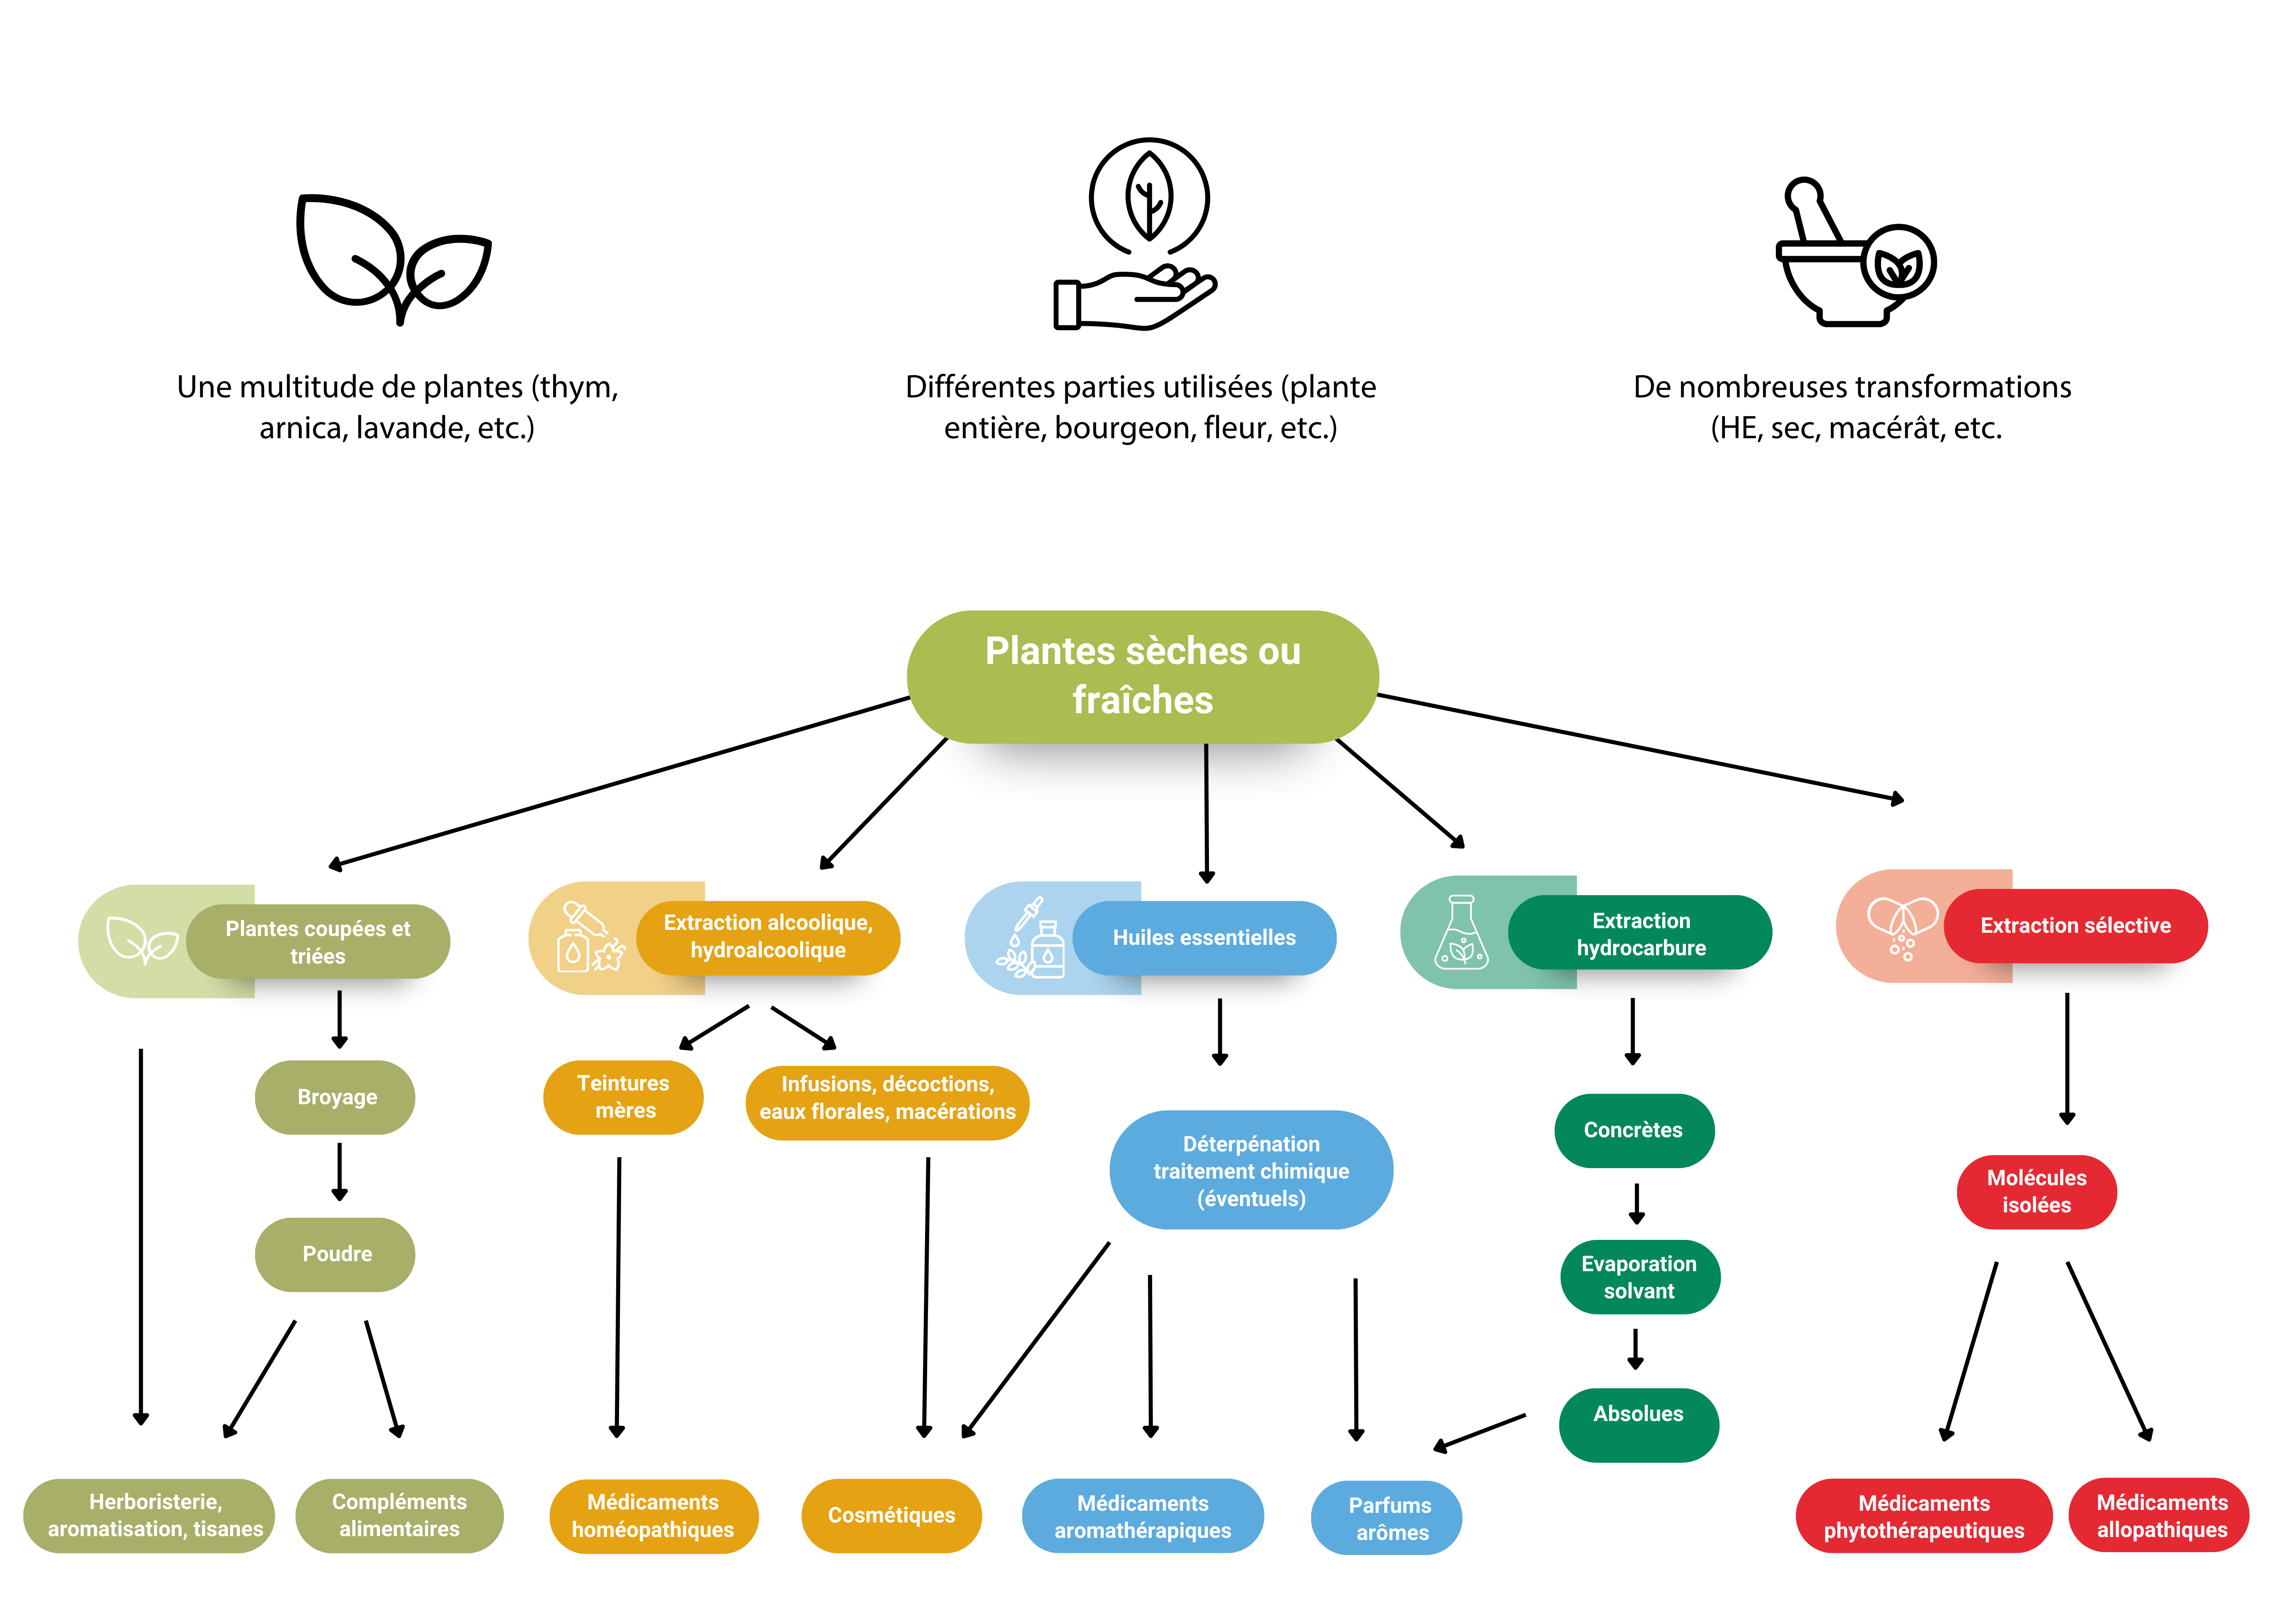 Une multitude de plantes (thym,
arnica, lavande, etc.)
Différentes parties utilisées (plante
entière, bourgeon, fleur, etc.)
De nombreuses transformations
(HE, sec, macérât, etc.
Plantes sèches ou
fraîches
Plantes coupées et
triées
Extraction alcoolique,
hydroalcoolique
Huiles essentielles
Extraction
hydrocarbure
Extraction sélective
Broyage
Teintures
mères
Infusions, décoctions,
eaux florales, macérations
Déterpénation
traitement chimique
(éventuels)
Concrètes
Molécules
isolées
Poudre
Evaporation
solvant
Absolues
Herboristerie,
aromatisation, tisanes
Compléments
alimentaires
Médicaments
homéopathiques
Cosmétiques
Médicaments
aromathérapiques
Parfums
arômes
Médicaments
phytothérapeutiques
Médicaments
allopathiques